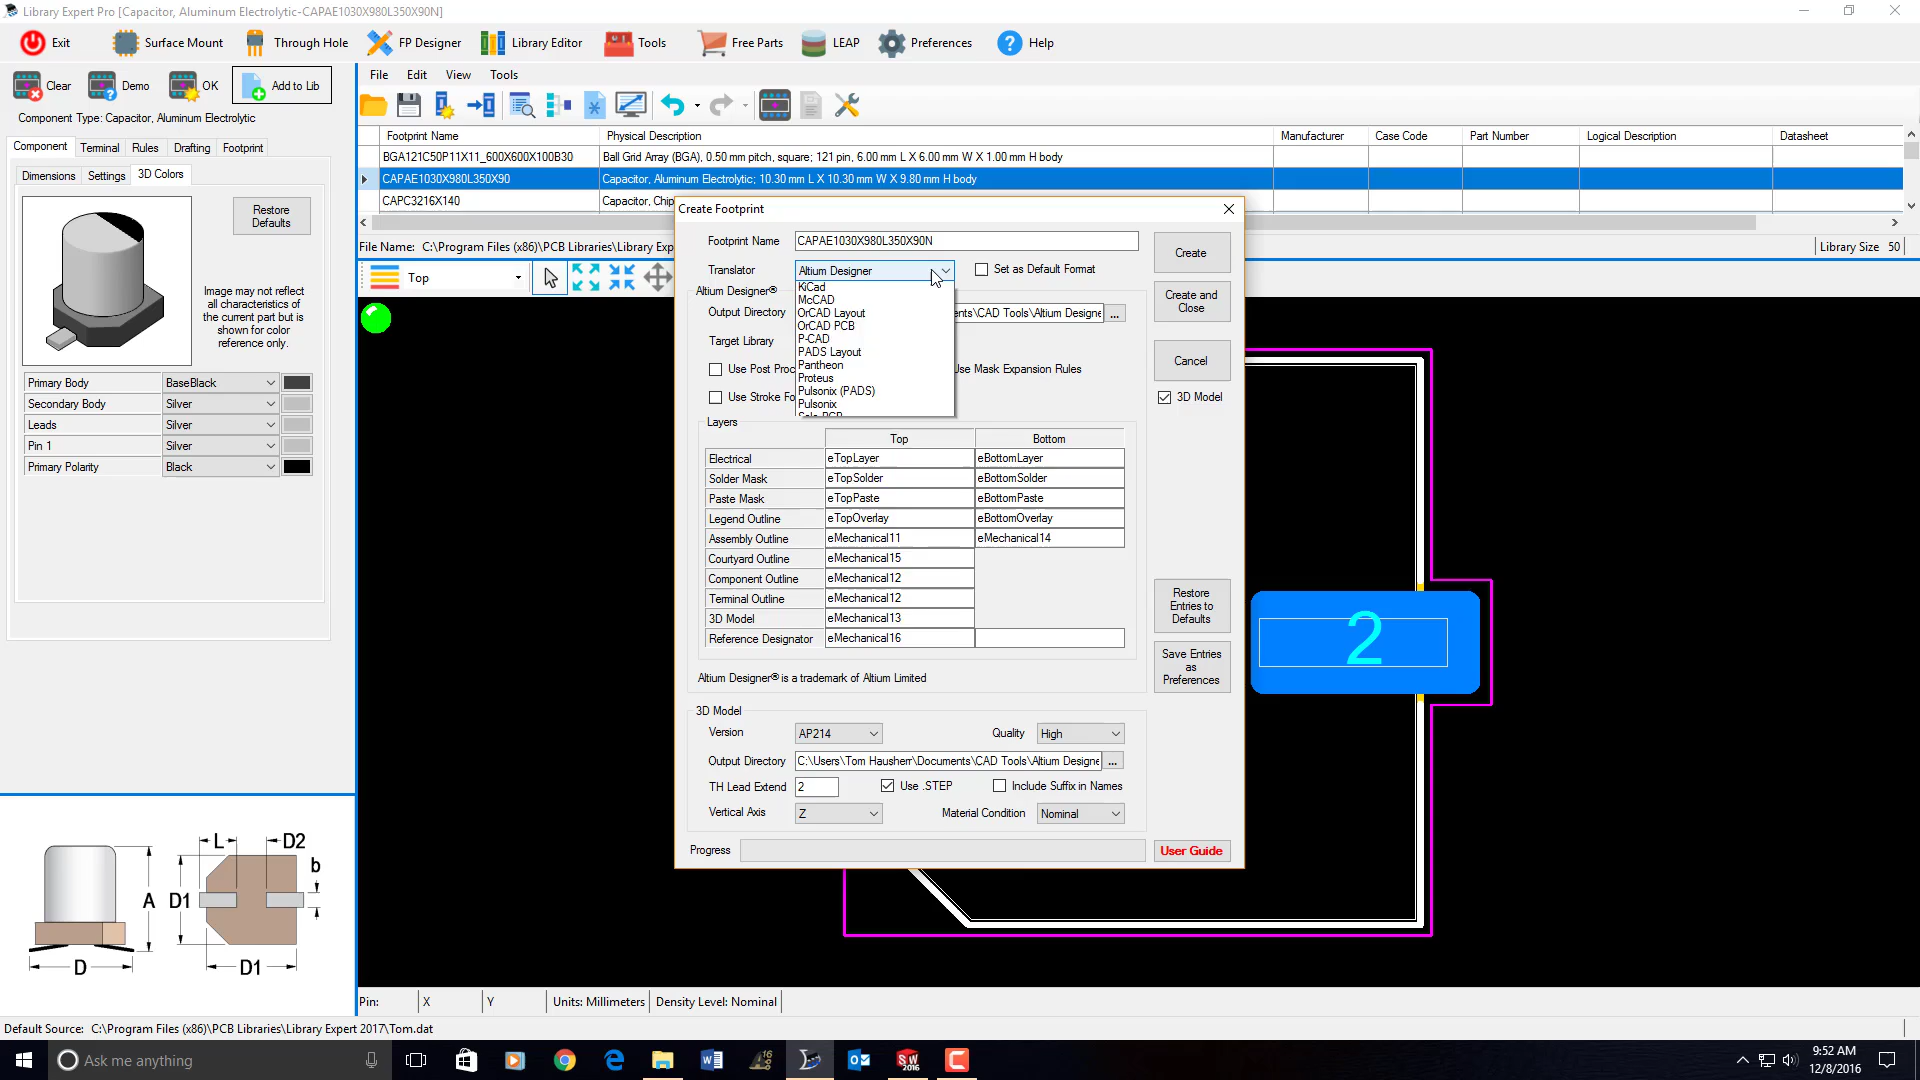 Library Expert Pro [Capacitor, Aluminum Electrolytic-CAPAE1030X980L350X90N]
Exit Surface Mount Through Hole FP Designer Library Editor Tools Free Parts LEAP Preferences ? Help
Clear Demo OK Add to Lib
File Edit View Tools
Component Type: Capacitor, Aluminum Electrolytic
Component Terminal Rules Drafting Footprint
Dimensions Settings 3D Colors
Restore Defaults
Image may not reflect
all characteristics of
the current part but is
shown for color
reference only.
Primary Body BaseBlack
Secondary Body Silver
Leads Silver
Pin 1 Silver
Primary Polarity Black
L D2
b
A D1
D D1
Footprint Name Physical Description Manufacturer Case Code Part Number Logical Description Datasheet
BGA121C50P11X11_600X600X100B30 Ball Grid Array (BGA), 0.50 mm pitch, square; 121 pin, 6.00 mm L X 6.00 mm W X 1.00 mm H body
CAPAE1030X980L350X90 Capacitor, Aluminum Electrolytic; 10.30 mm L X 10.30 mm W X 9.80 mm H body
CAPC3216X140 Capacitor, Chip
File Name: C:\Program Files (x86)\PCB Libraries\Library Exp
Library Size 50
Top
Create Footprint
Footprint Name CAPAE1030X980L350X90N
Create
Translator Altium Designer Set as Default Format
KiCad
McCAD
OrCAD Layout
OrCAD PCB
P-CAD
PADS Layout
Pantheon
Proteus
Pulsonix (PADS)
Pulsonix
Altium Designer®
Output Directory nts\CAD Tools\Altium Designe ...
Create and Close
Target Library
Cancel
Use Post Proc Use Mask Expansion Rules
Use Stroke Fo
3D Model
Layers
Top Bottom
Electrical eTopLayer eBottomLayer
Solder Mask eTopSolder eBottomSolder
Paste Mask eTopPaste eBottomPaste
Legend Outline eTopOverlay eBottomOverlay
Assembly Outline eMechanical11 eMechanical14
Courtyard Outline eMechanical15
Component Outline eMechanical12
Terminal Outline eMechanical12
3D Model eMechanical13
Reference Designator eMechanical16
Restore Entries to Defaults
Save Entries as Preferences
Altium Designer® is a trademark of Altium Limited
3D Model
Version AP214 Quality High
Output Directory C:\Users\Tom Hausherr\Documents\CAD Tools\Altium Designe ...
TH Lead Extend 2 Use .STEP Include Suffix in Names
Vertical Axis Z Material Condition Nominal
Progress User Guide
2
Pin: X Y Units: Millimeters Density Level: Nominal
Default Source: C:\Program Files (x86)\PCB Libraries\Library Expert 2017\Tom.dat
Ask me anything
9:52 AM
12/8/2016